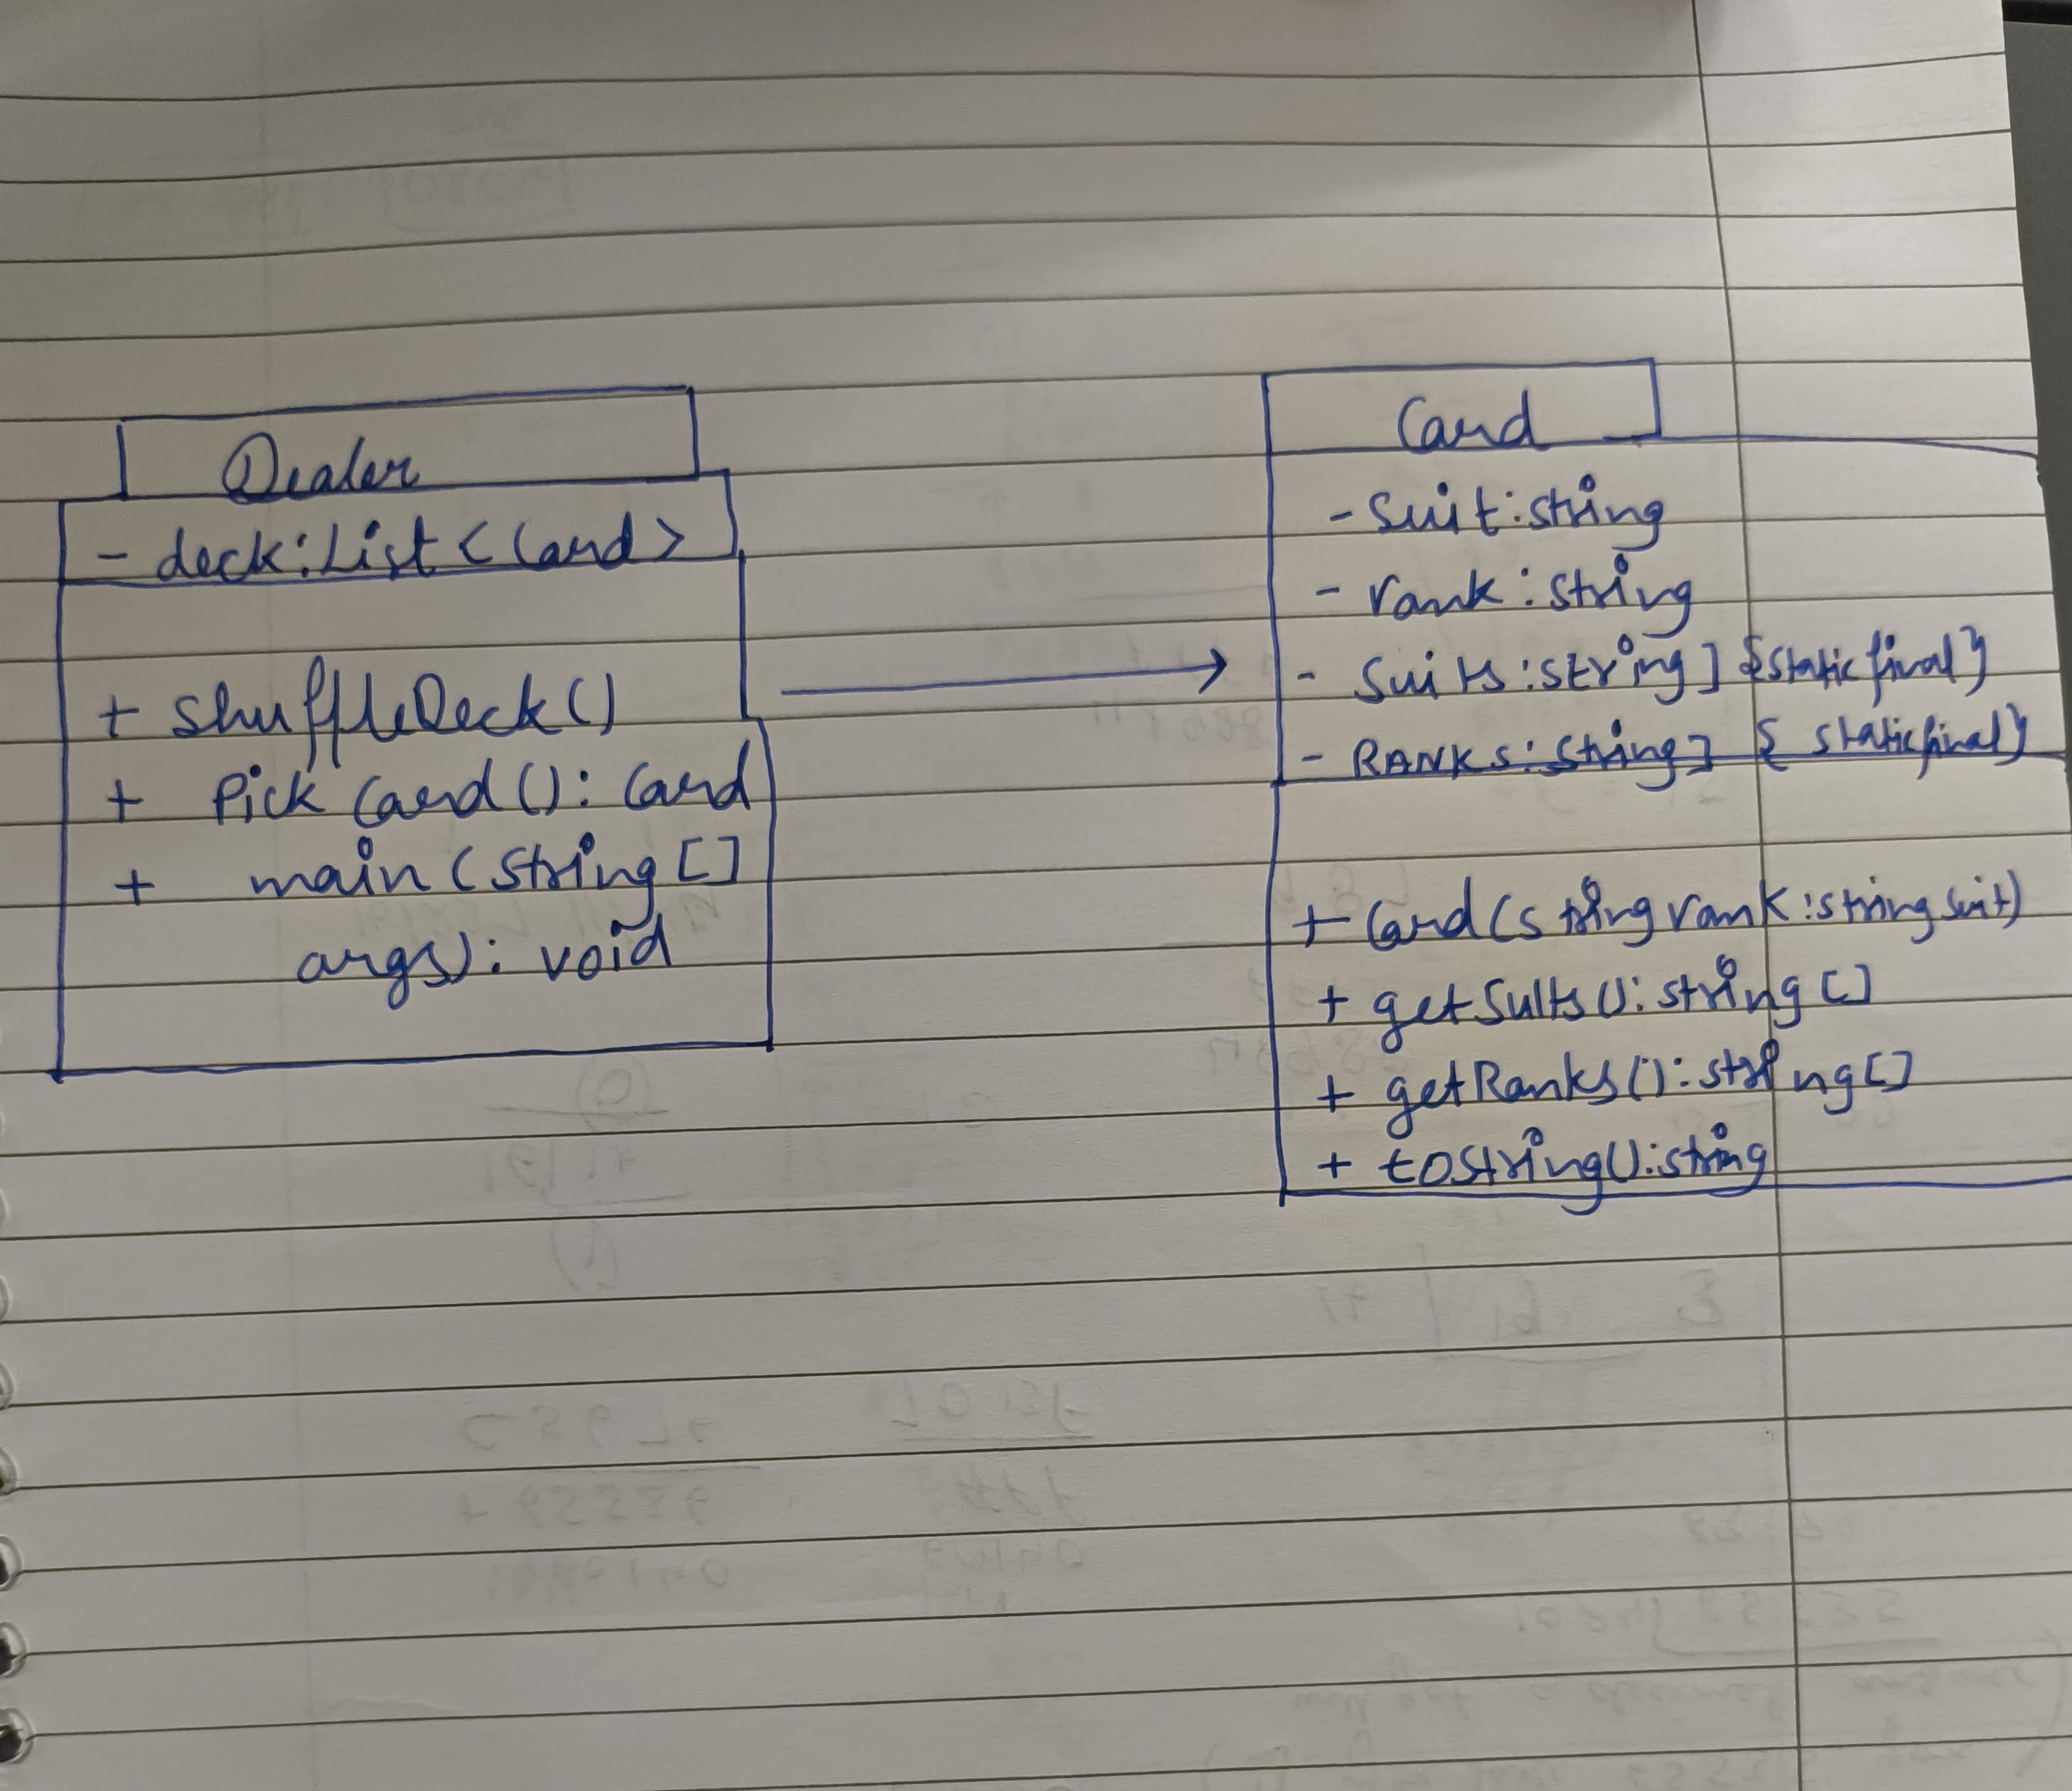 Dealer
- deck:List<Card>
+ shuffleDeck()
+ Pick Card(): Card
+ main (String[]
args): void
Card
- Suit:string
- rank:string
- Suits:string] {static final}
- RANKS:string] {static final}
+ Card(string rank:string suit)
+ getSuits():string[]
+ getRanks():string[]
+ toString():string